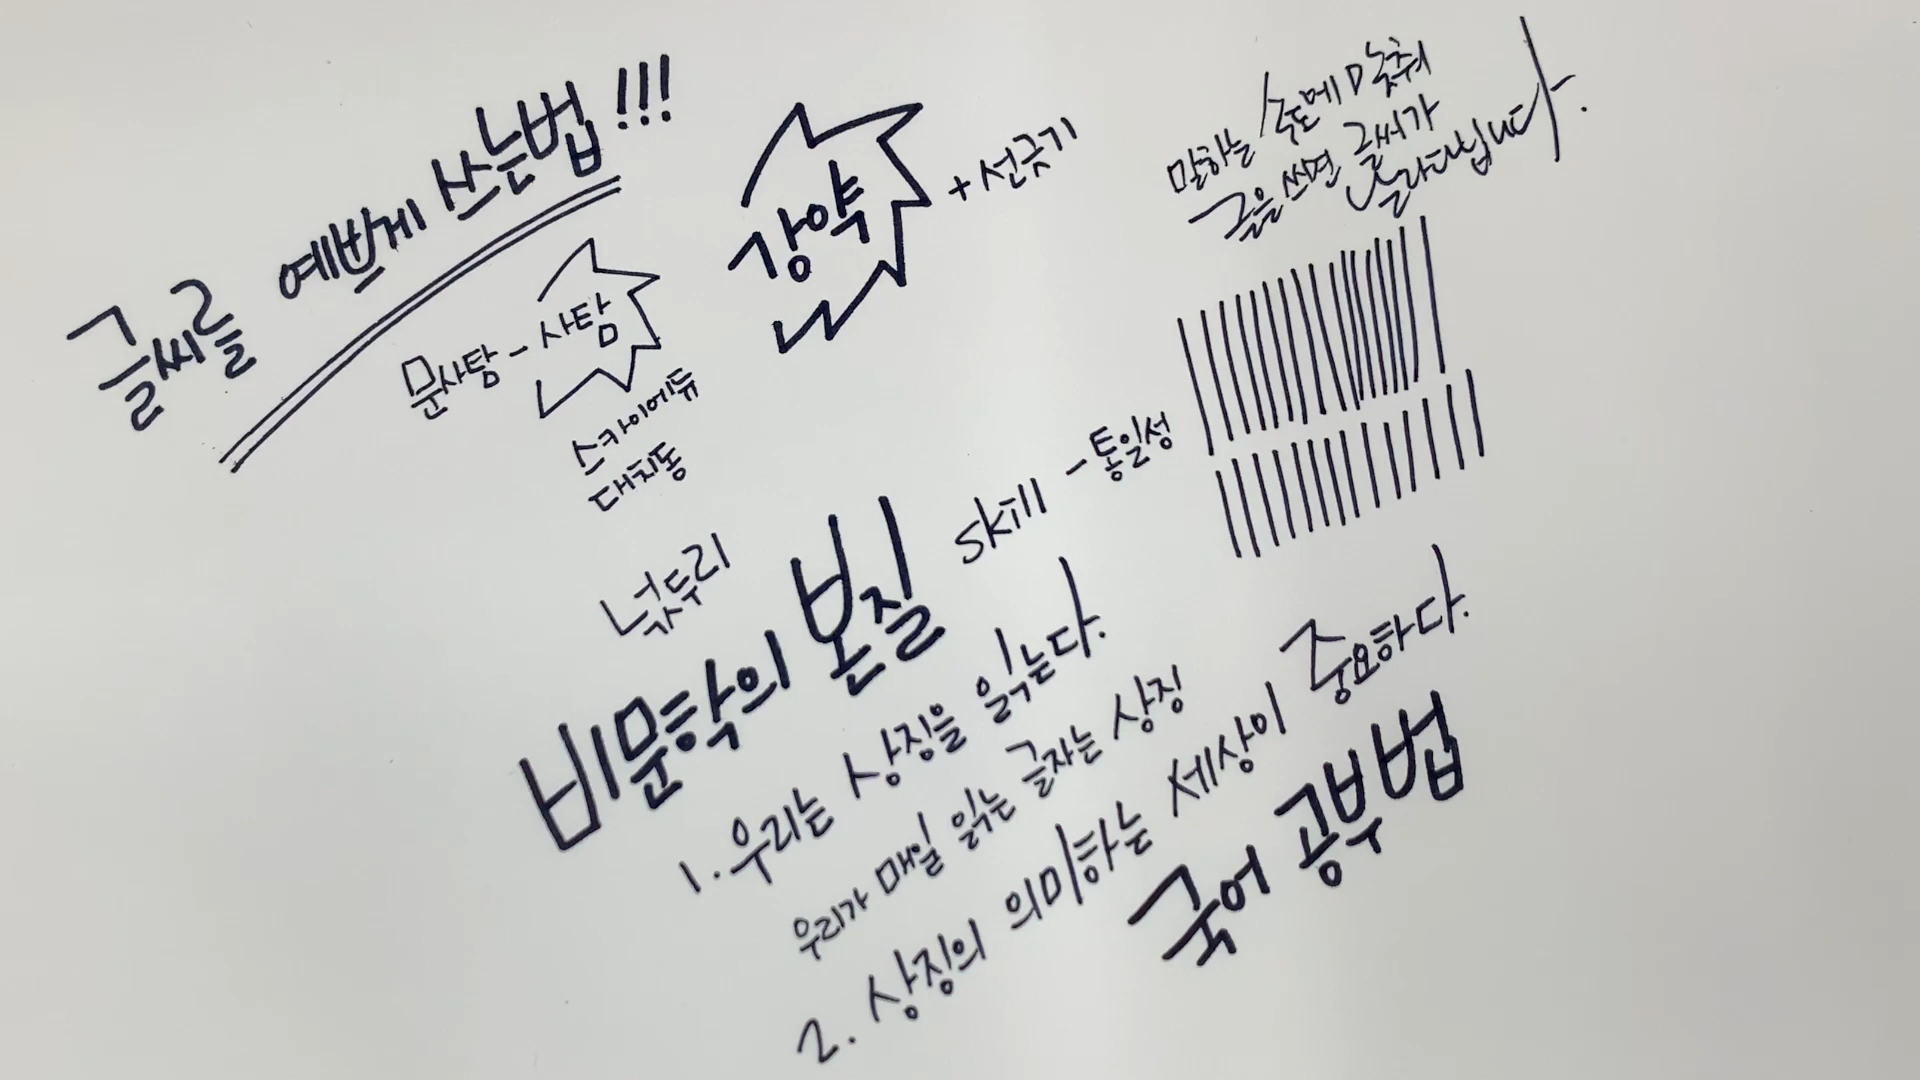 글씨를 예쁘게 쓰는법!!!
문사탐 - 사탐
스카이에듀
대치동
강약 + 선긋기
말하는 속도에 맞춰
글을 쓰면 글씨가
달라집니다.
넋두리
비문학의 본질
skill - 통일성
1. 우리는 상징을 읽는다.
우리가 매일 읽는 글자는 상징
2. 상징의 의미하는 세상이 중요하다.
국어 공부법